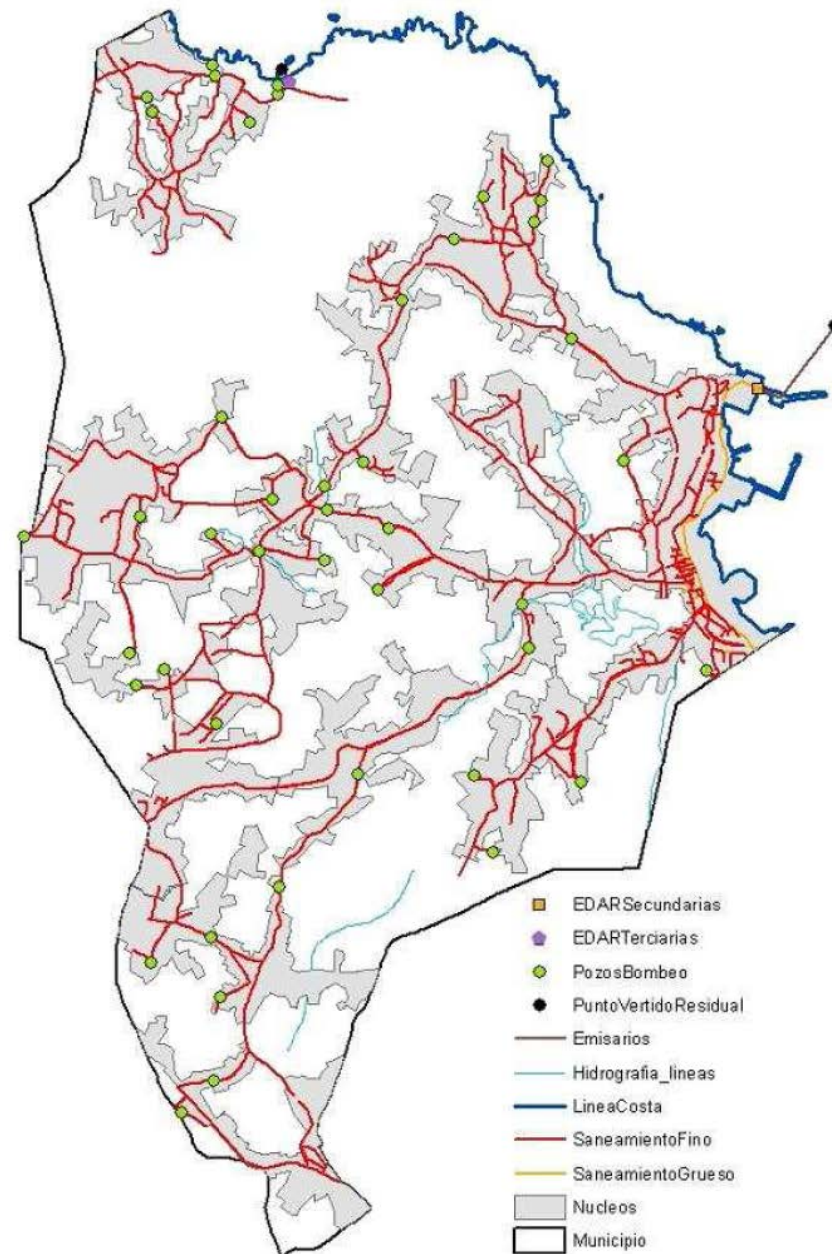 EDARSecundarias
EDARTerciarias
PozosBombeo
PuntoVertidoResidual
Emisarios
Hidrografia_lineas
LineaCosta
SaneamientoFino
SaneamientoGrueso
Nucleos
Municipio